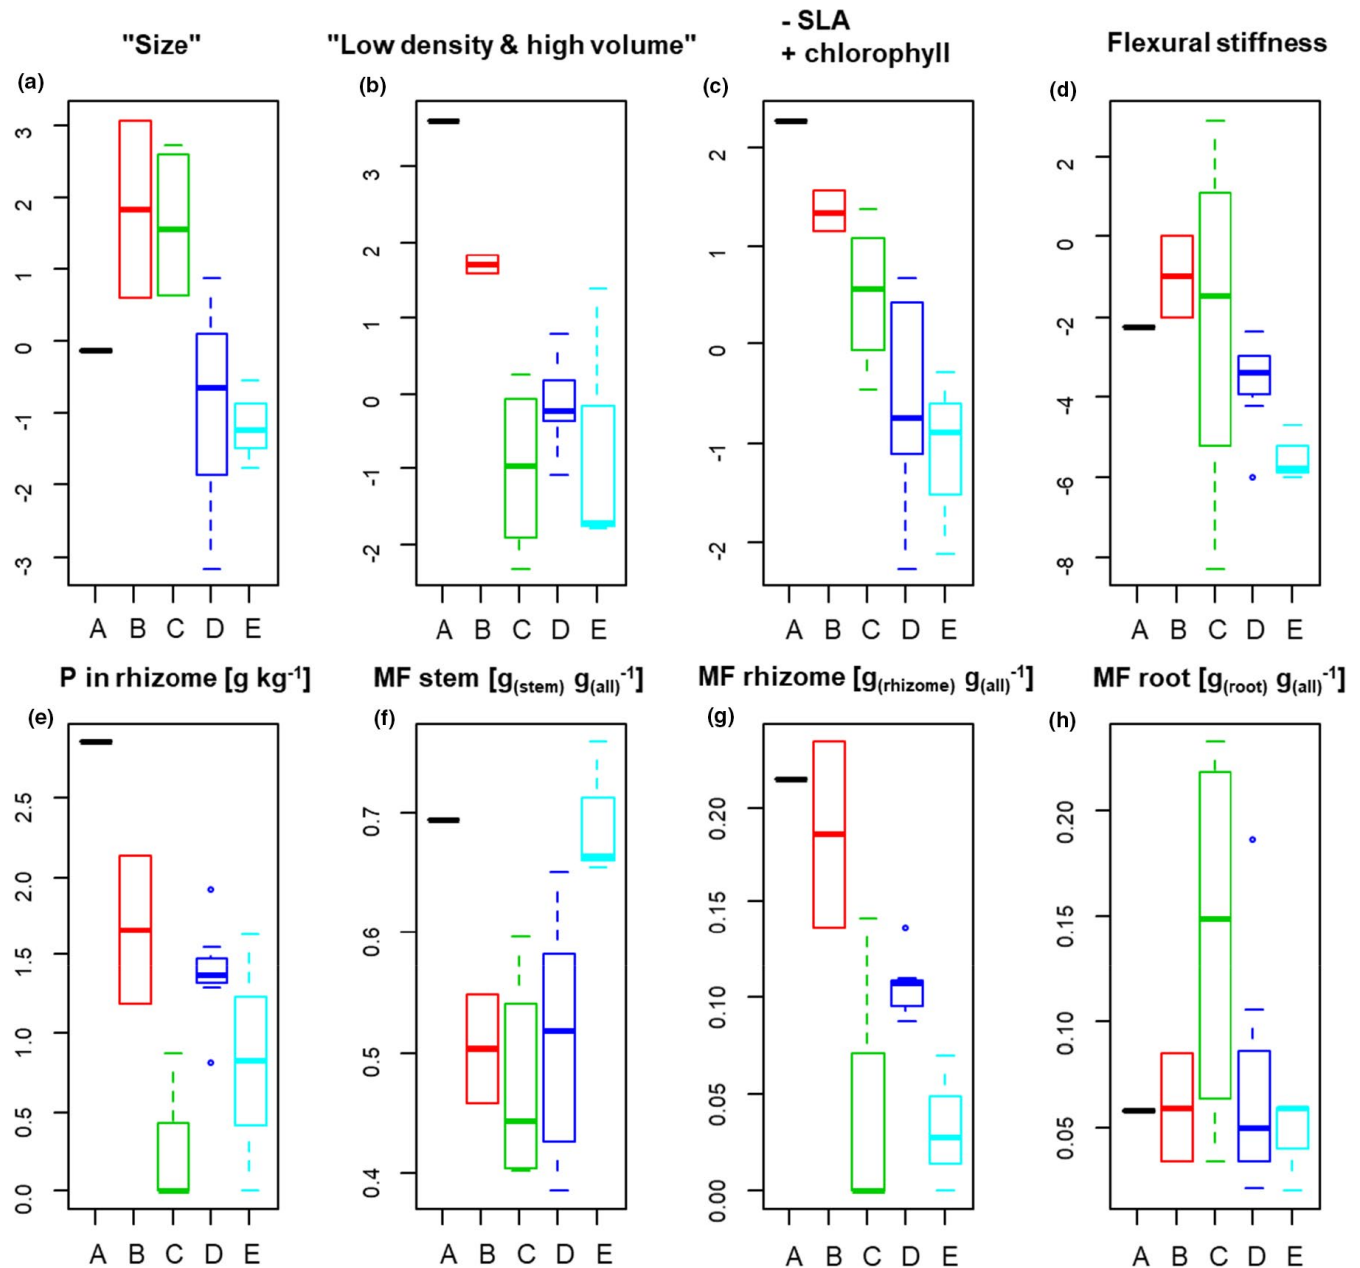 "Size"
"Low density & high volume"
- SLA
+ chlorophyll
Flexural stiffness
(a)
(b)
(c)
(d)
3
2
1
0
-1
-2
-3
3
2
1
0
-1
-2
2
1
0
-1
-2
2
0
-2
-4
-6
-8
A B C D E
A B C D E
A B C D E
A B C D E
P in rhizome [g kg⁻¹]
MF stem [g(stem) g(all)⁻¹]
MF rhizome [g(rhizome) g(all)⁻¹]
MF root [g(root) g(all)⁻¹]
(e)
(f)
(g)
(h)
2.5
2.0
1.5
1.0
0.5
0.0
0.7
0.6
0.5
0.4
0.20
0.15
0.10
0.05
0.00
0.20
0.15
0.10
0.05
A B C D E
A B C D E
A B C D E
A B C D E